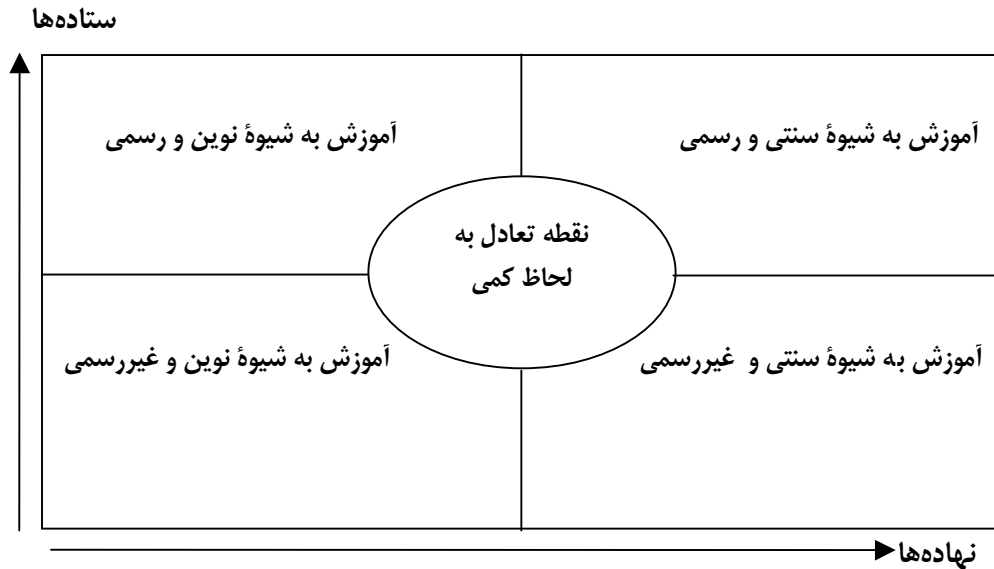 ستاده‌ها
آموزش به شیوهٔ سنتی و رسمی
آموزش به شیوهٔ نوین و رسمی
نقطه تعادل به
لحاظ کمی
آموزش به شیوهٔ سنتی و غیررسمی
آموزش به شیوهٔ نوین و غیررسمی
نهاده‌ها